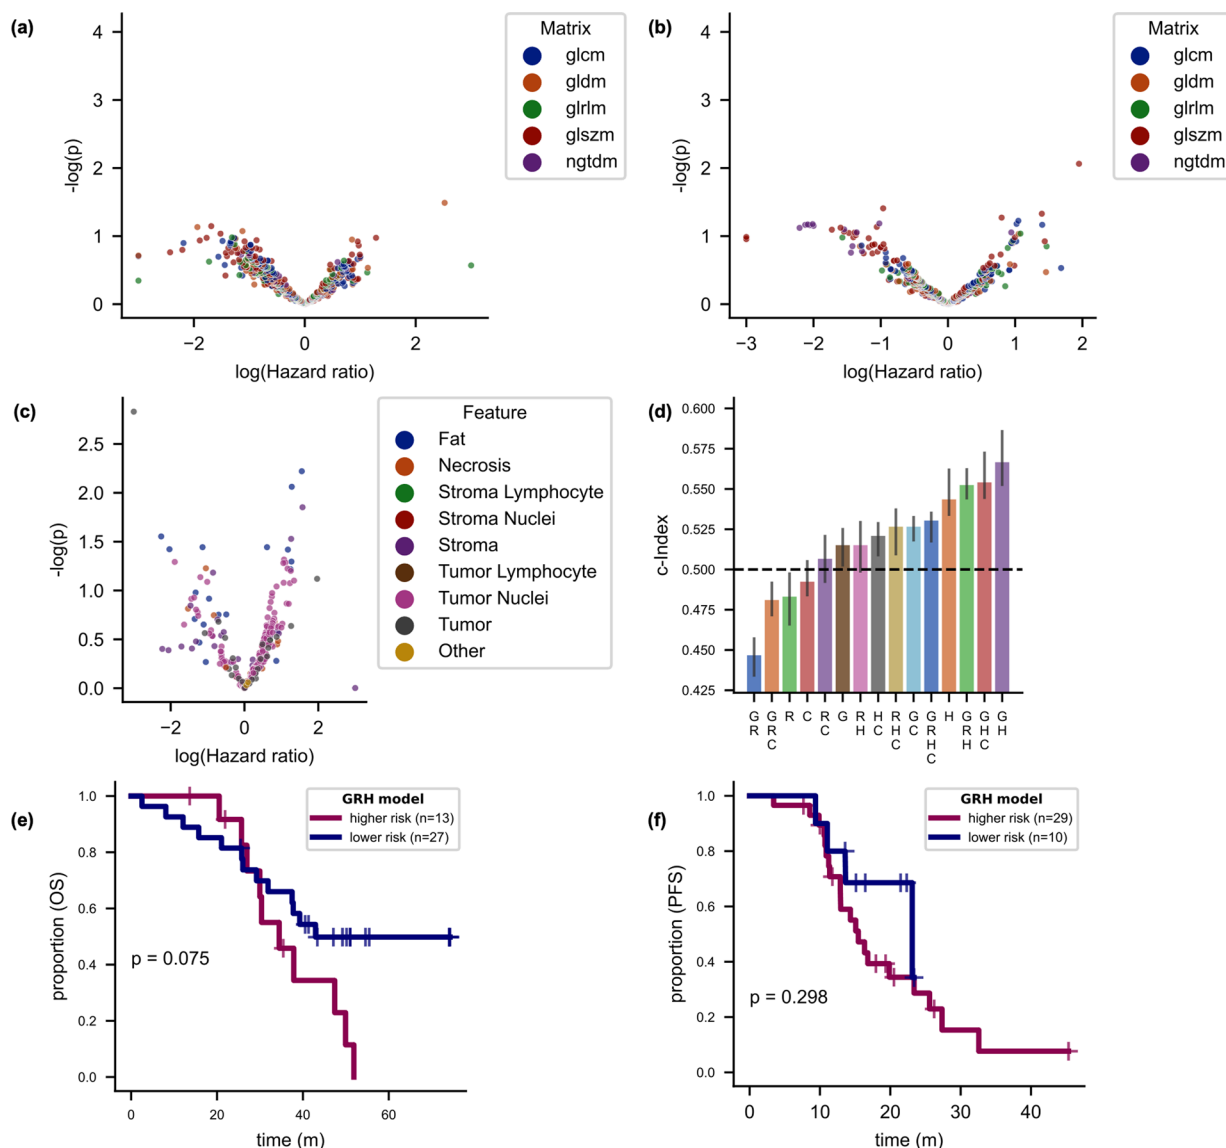 (a)
4
3
2
1
0
-log(p)
−2
0
2
log(Hazard ratio)
Matrix
glcm
gldm
glrlm
glszm
ngtdm
(b)
4
3
2
1
0
-log(p)
−3
−2
−1
0
1
2
log(Hazard ratio)
Matrix
glcm
gldm
glrlm
glszm
ngtdm
(c)
2.5
2.0
1.5
1.0
0.5
0.0
-log(p)
−2
0
2
log(Hazard ratio)
Feature
Fat
Necrosis
Stroma Lymphocyte
Stroma Nuclei
Stroma
Tumor Lymphocyte
Tumor Nuclei
Tumor
Other
(d)
0.600
0.575
0.550
0.525
0.500
0.475
0.450
0.425
c-Index
G R
G R C
R
C
R C
G
R H
H C
R H C
G C
G R H C
H
G R H
G H C
G H
(e)
1.0
0.8
0.6
0.4
0.2
0.0
proportion (OS)
GRH model
higher risk (n=13)
lower risk (n=27)
p = 0.075
0
20
40
60
time (m)
(f)
1.0
0.8
0.6
0.4
0.2
0.0
proportion (PFS)
GRH model
higher risk (n=29)
lower risk (n=10)
p = 0.298
0
10
20
30
40
time (m)